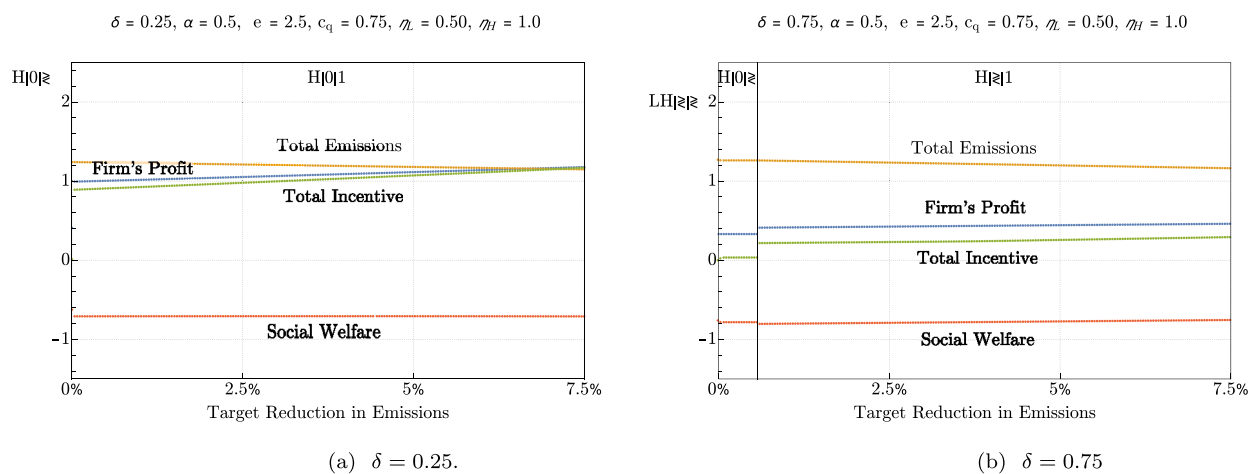 δ = 0.25, α = 0.5, e = 2.5, c_q = 0.75, η_L = 0.50, η_H = 1.0
H|0|≷
H|0|1
2
1
0
-1
Total Emissions
Firm's Profit
Total Incentive
Social Welfare
0%
2.5%
5%
7.5%
Target Reduction in Emissions
(a) δ = 0.25.
δ = 0.75, α = 0.5, e = 2.5, c_q = 0.75, η_L = 0.50, η_H = 1.0
H|0|≷
H|≷|1
LH|≷|≷
2
1
0
-1
Total Emissions
Firm's Profit
Total Incentive
Social Welfare
0%
2.5%
5%
7.5%
Target Reduction in Emissions
(b) δ = 0.75